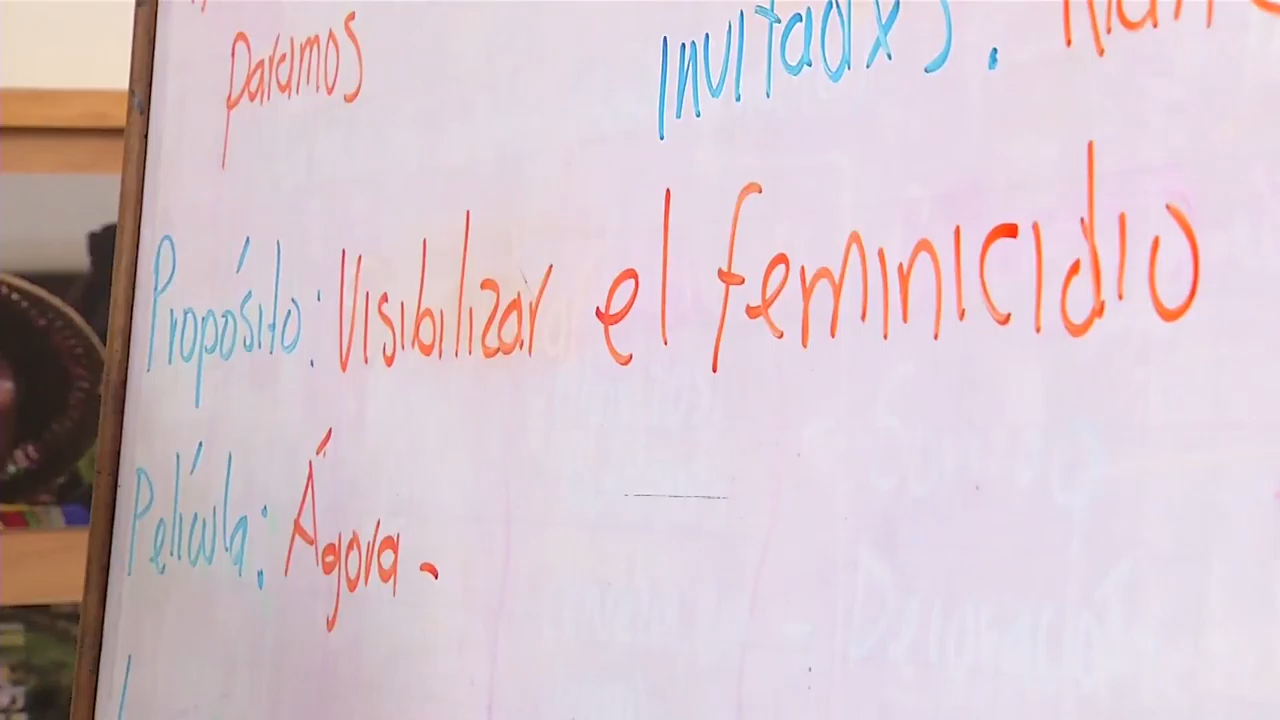 paramos
Invitadxs.
Propósito: Visibilizar el feminicidio
Película: Ágora.